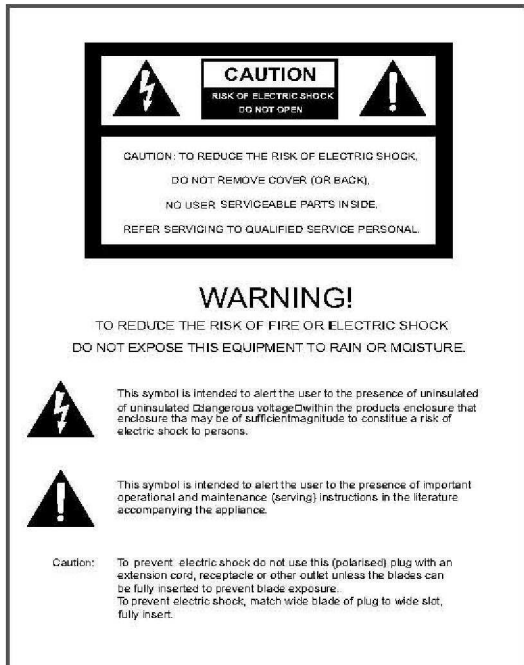 CAUTION
RISK OF ELECTRIC SHOCK
DO NOT OPEN
CAUTION: TO REDUCE THE RISK OF ELECTRIC SHOCK,
DO NOT REMOVE COVER (OR BACK),
NO USER SERVICEABLE PARTS INSIDE,
REFER SERVICING TO QUALIFIED SERVICE PERSONAL.
WARNING!
TO REDUCE THE RISK OF FIRE OR ELECTRIC SHOCK
DO NOT EXPOSE THIS EQUIPMENT TO RAIN OR MOISTURE.
This symbol is intended to alert the user to the presence of uninsulated
of uninsulated □dangerous voltage□within the products enclosure that
enclosure tha may be of sufficientmagnitude to constitue a risk of
electric shock to persons.
This symbol is intended to alert the user to the presence of important
operational and maintenance (serving) instructions in the literature
accompanying the appliance.
Caution: To prevent electric shock do not use this (polarised) plug with an
extension cord, receptacle or other outlet unless the blades can
be fully inserted to prevent blade exposure.
To prevent electric shock, match wide blade of plug to wide slot,
fully insert.